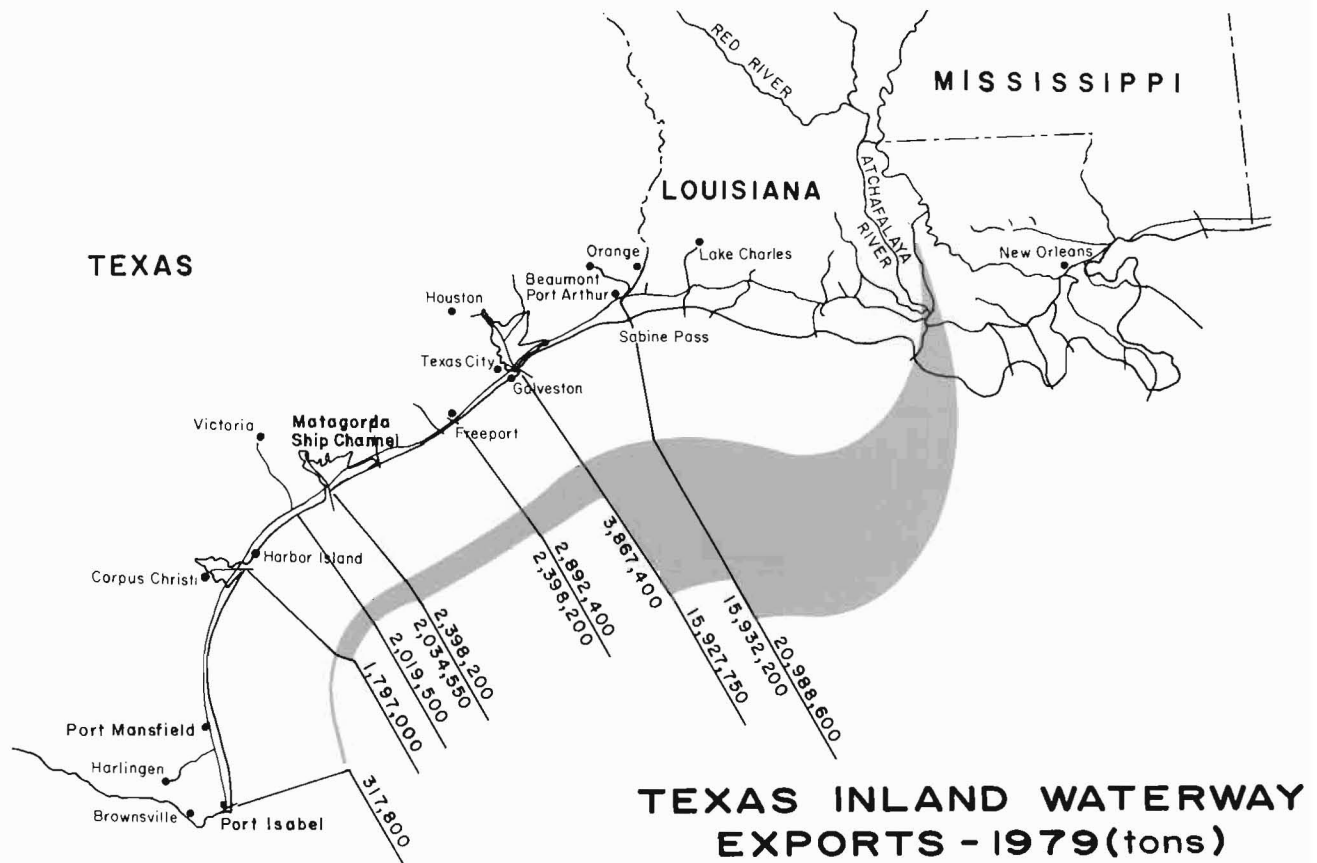 RED RIVER
MISSISSIPPI
ATCHAFALAYA
RIVER
LOUISIANA
New Orleans
Lake Charles
Orange
Beaumont
Port Arthur
Sabine Pass
TEXAS
Houston
Texas City
Galveston
Freeport
Victoria
Matagorda
Ship Channel
Harbor Island
Corpus Christi
Port Mansfield
Harlingen
Brownsville
Port Isabel
317,800
1,797,000
2,019,500
2,034,550
2,398,200
2,398,200
2,892,400
3,867,400
15,927,750
15,932,200
20,988,600
TEXAS INLAND WATERWAY
EXPORTS - 1979 (tons)